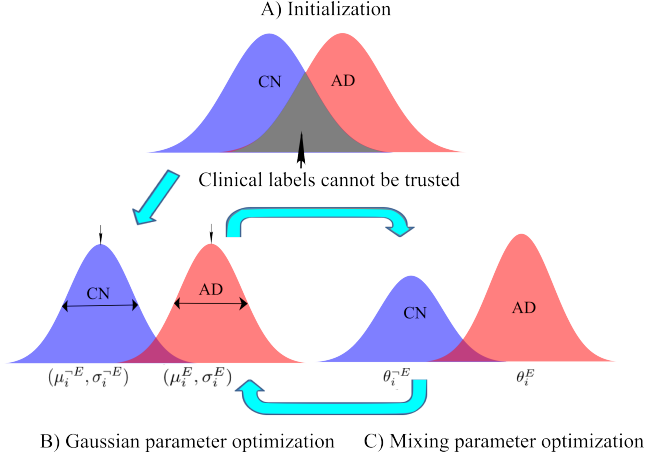 A) Initialization
CN
AD
Clinical labels cannot be trusted
CN
AD
CN
AD
(μ_i^{¬E}, σ_i^{¬E})
(μ_i^E, σ_i^E)
θ_i^{¬E}
θ_i^E
B) Gaussian parameter optimization
C) Mixing parameter optimization